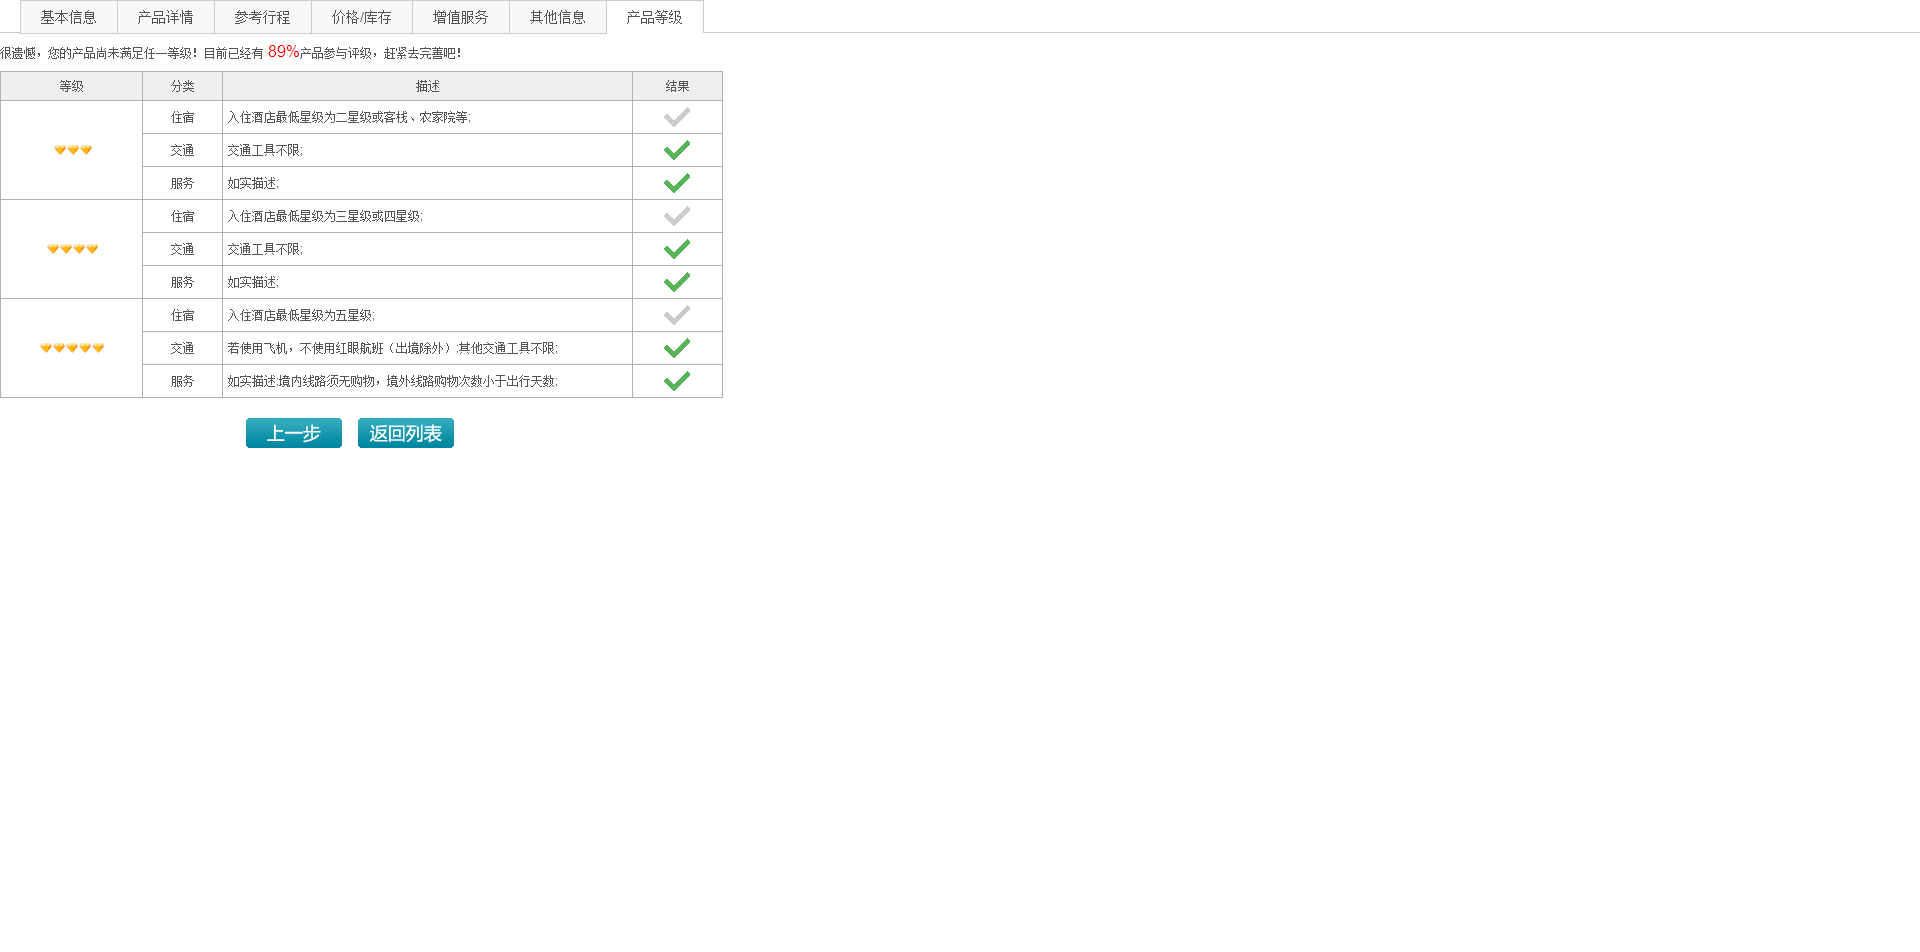 基本信息 产品详情 参考行程 价格/库存 增值服务 其他信息 产品等级
很遗憾，您的产品尚未满足任一等级！目前已经有 89%产品参与评级，赶紧去完善吧！
等级 分类 描述 结果
住宿 入住酒店最低星级为二星级或客栈、农家院等;
交通 交通工具不限;
服务 如实描述;
住宿 入住酒店最低星级为三星级或四星级;
交通 交通工具不限;
服务 如实描述;
住宿 入住酒店最低星级为五星级;
交通 若使用飞机，不使用红眼航班（出境除外）;其他交通工具不限;
服务 如实描述;境内线路须无购物，境外线路购物次数小于出行天数;
上一步 返回列表